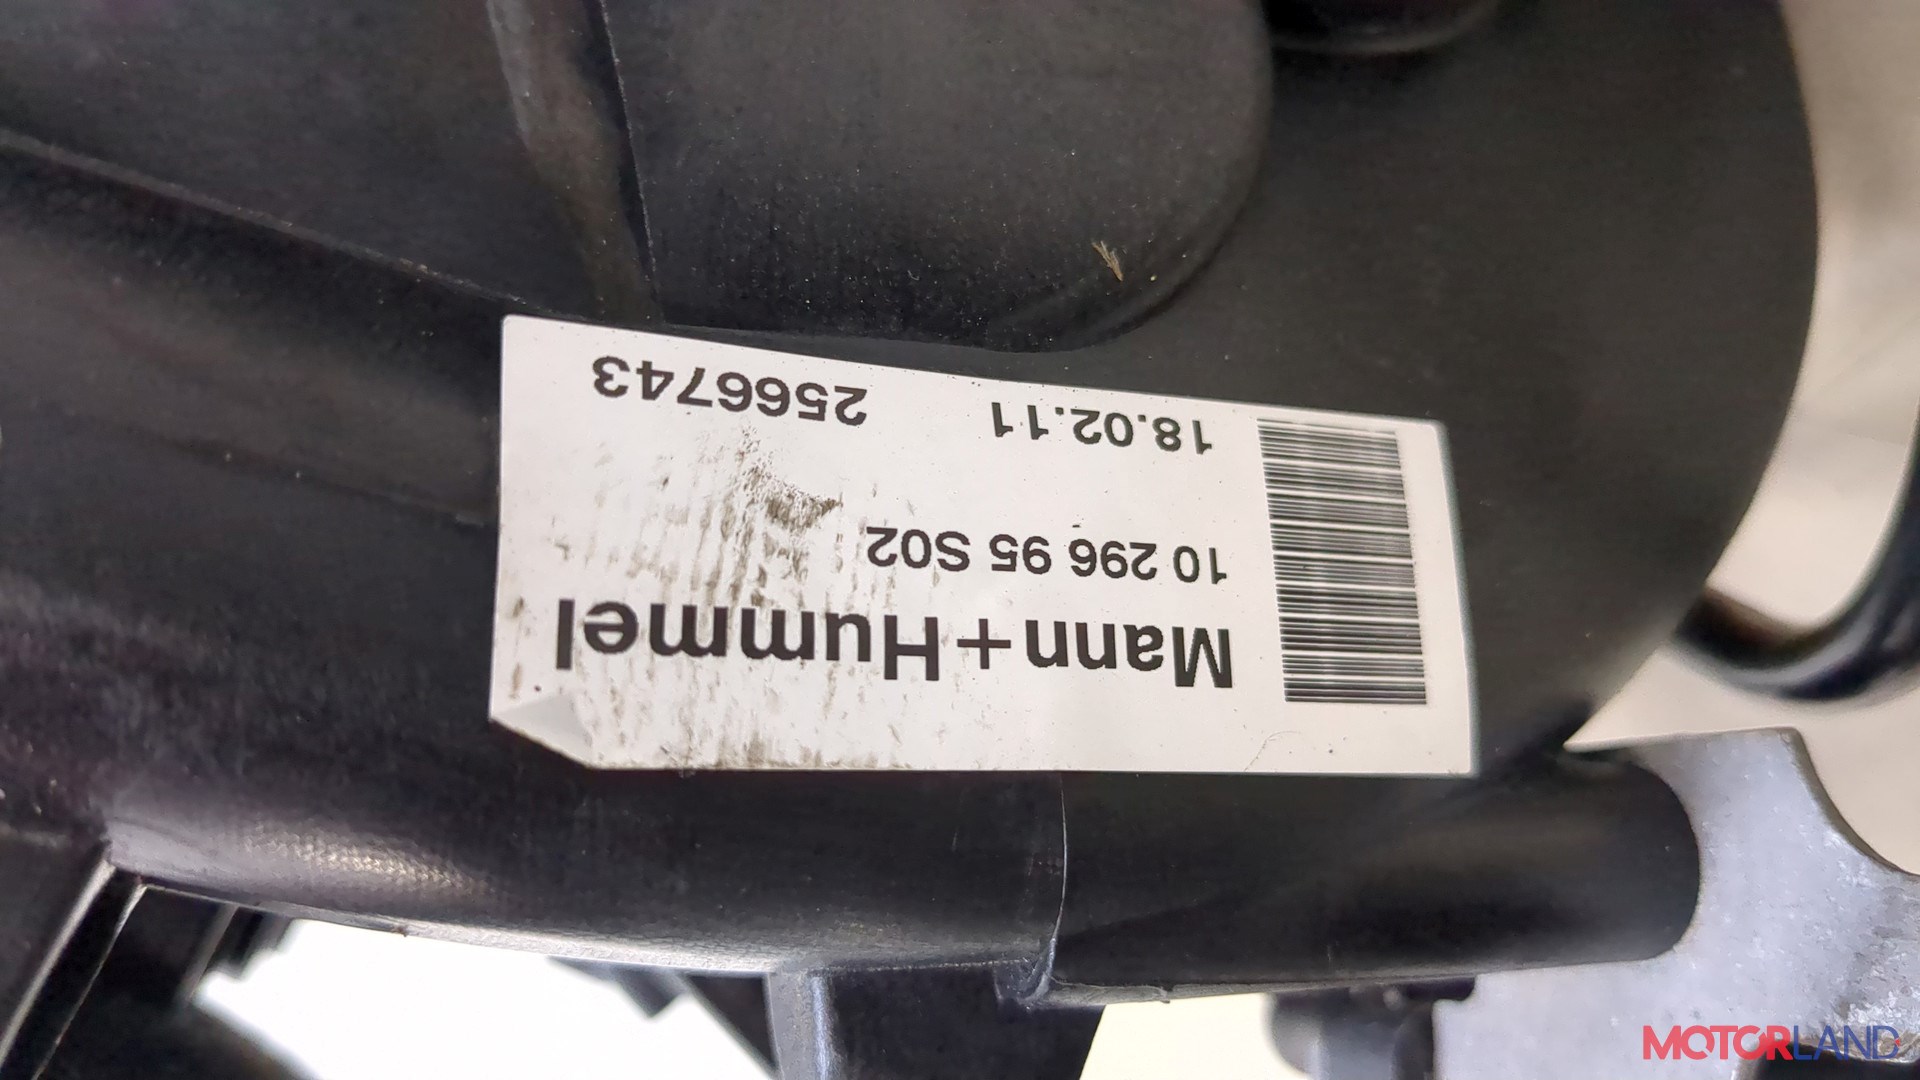 Mann+Hummel
10 296 95 S02
18.02.11 2566743
MOTORLAND